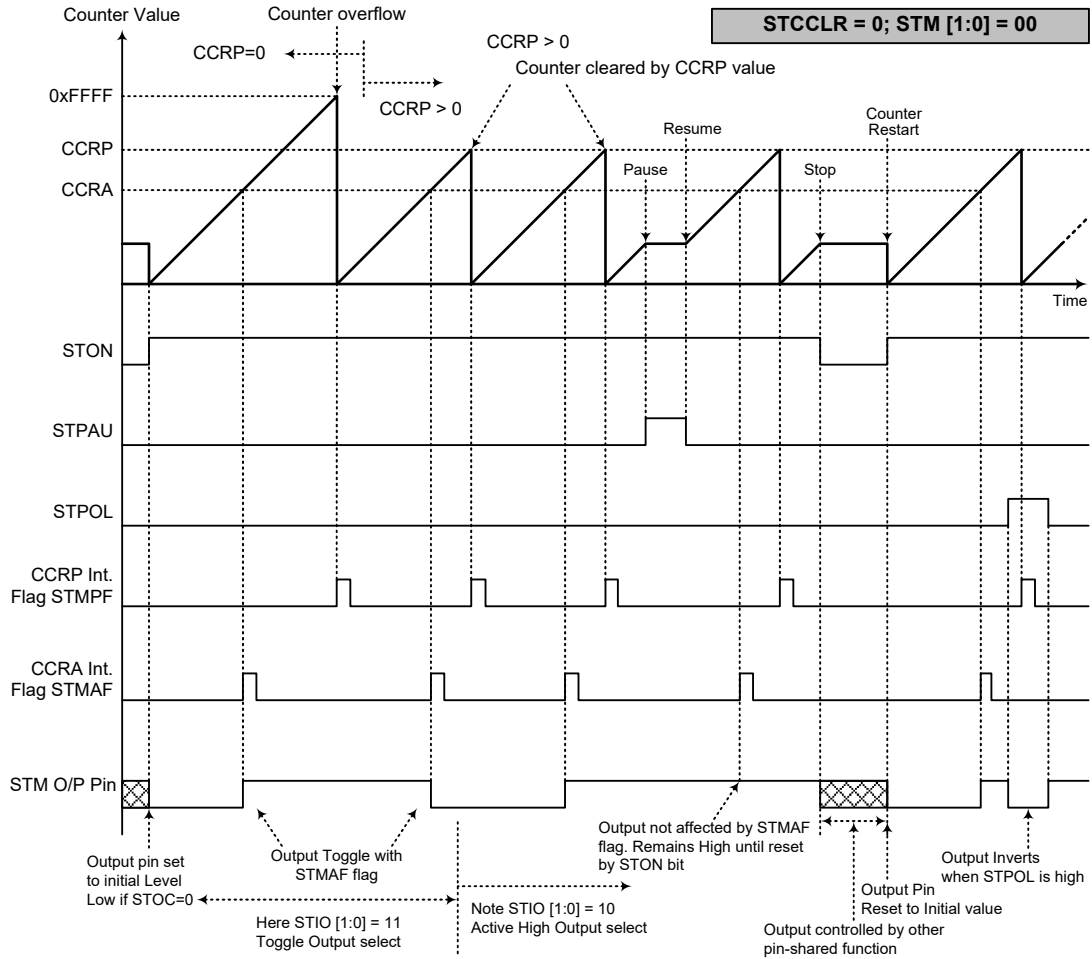 Counter Value
Counter overflow
STCCLR = 0; STM [1:0] = 00
CCRP=0
CCRP > 0
CCRP > 0
Counter cleared by CCRP value
0xFFFF
CCRP
CCRA
Pause
Resume
Stop
Counter
Restart
Time
STON
STPAU
STPOL
CCRP Int.
Flag STMPF
CCRA Int.
Flag STMAF
STM O/P Pin
Output pin set
to initial Level
Low if STOC=0
Output Toggle with
STMAF flag
Here STIO [1:0] = 11
Toggle Output select
Note STIO [1:0] = 10
Active High Output select
Output not affected by STMAF
flag. Remains High until reset
by STON bit
Output Pin
Reset to Initial value
Output controlled by other
pin-shared function
Output Inverts
when STPOL is high